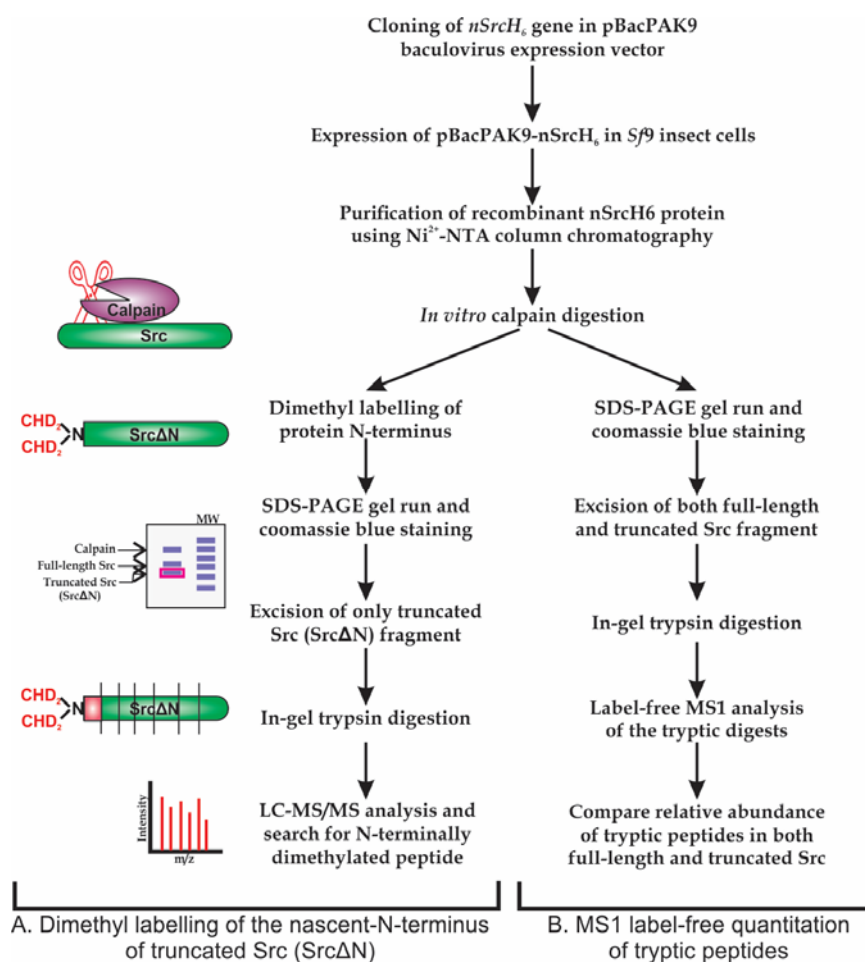 Cloning of nSrcH₆ gene in pBacPAK9
baculovirus expression vector
Expression of pBacPAK9-nSrcH₆ in Sf9 insect cells
Purification of recombinant nSrcH6 protein
using Ni²⁺-NTA column chromatography
In vitro calpain digestion
Calpain
Src
Dimethyl labelling of
protein N-terminus
CHD₂
CHD₂
N
SrcΔN
SDS-PAGE gel run and
coomassie blue staining
MW
Calpain
Full-length Src
Truncated Src
(SrcΔN)
Excision of only truncated
Src (SrcΔN) fragment
CHD₂
CHD₂
N
SrcΔN
In-gel trypsin digestion
Intensity
m/z
LC-MS/MS analysis and
search for N-terminally
dimethylated peptide
SDS-PAGE gel run and
coomassie blue staining
Excision of both full-length
and truncated Src fragment
In-gel trypsin digestion
Label-free MS1 analysis
of the tryptic digests
Compare relative abundance
of tryptic peptides in both
full-length and truncated Src
A. Dimethyl labelling of the nascent-N-terminus
of truncated Src (SrcΔN)
B. MS1 label-free quantitation
of tryptic peptides